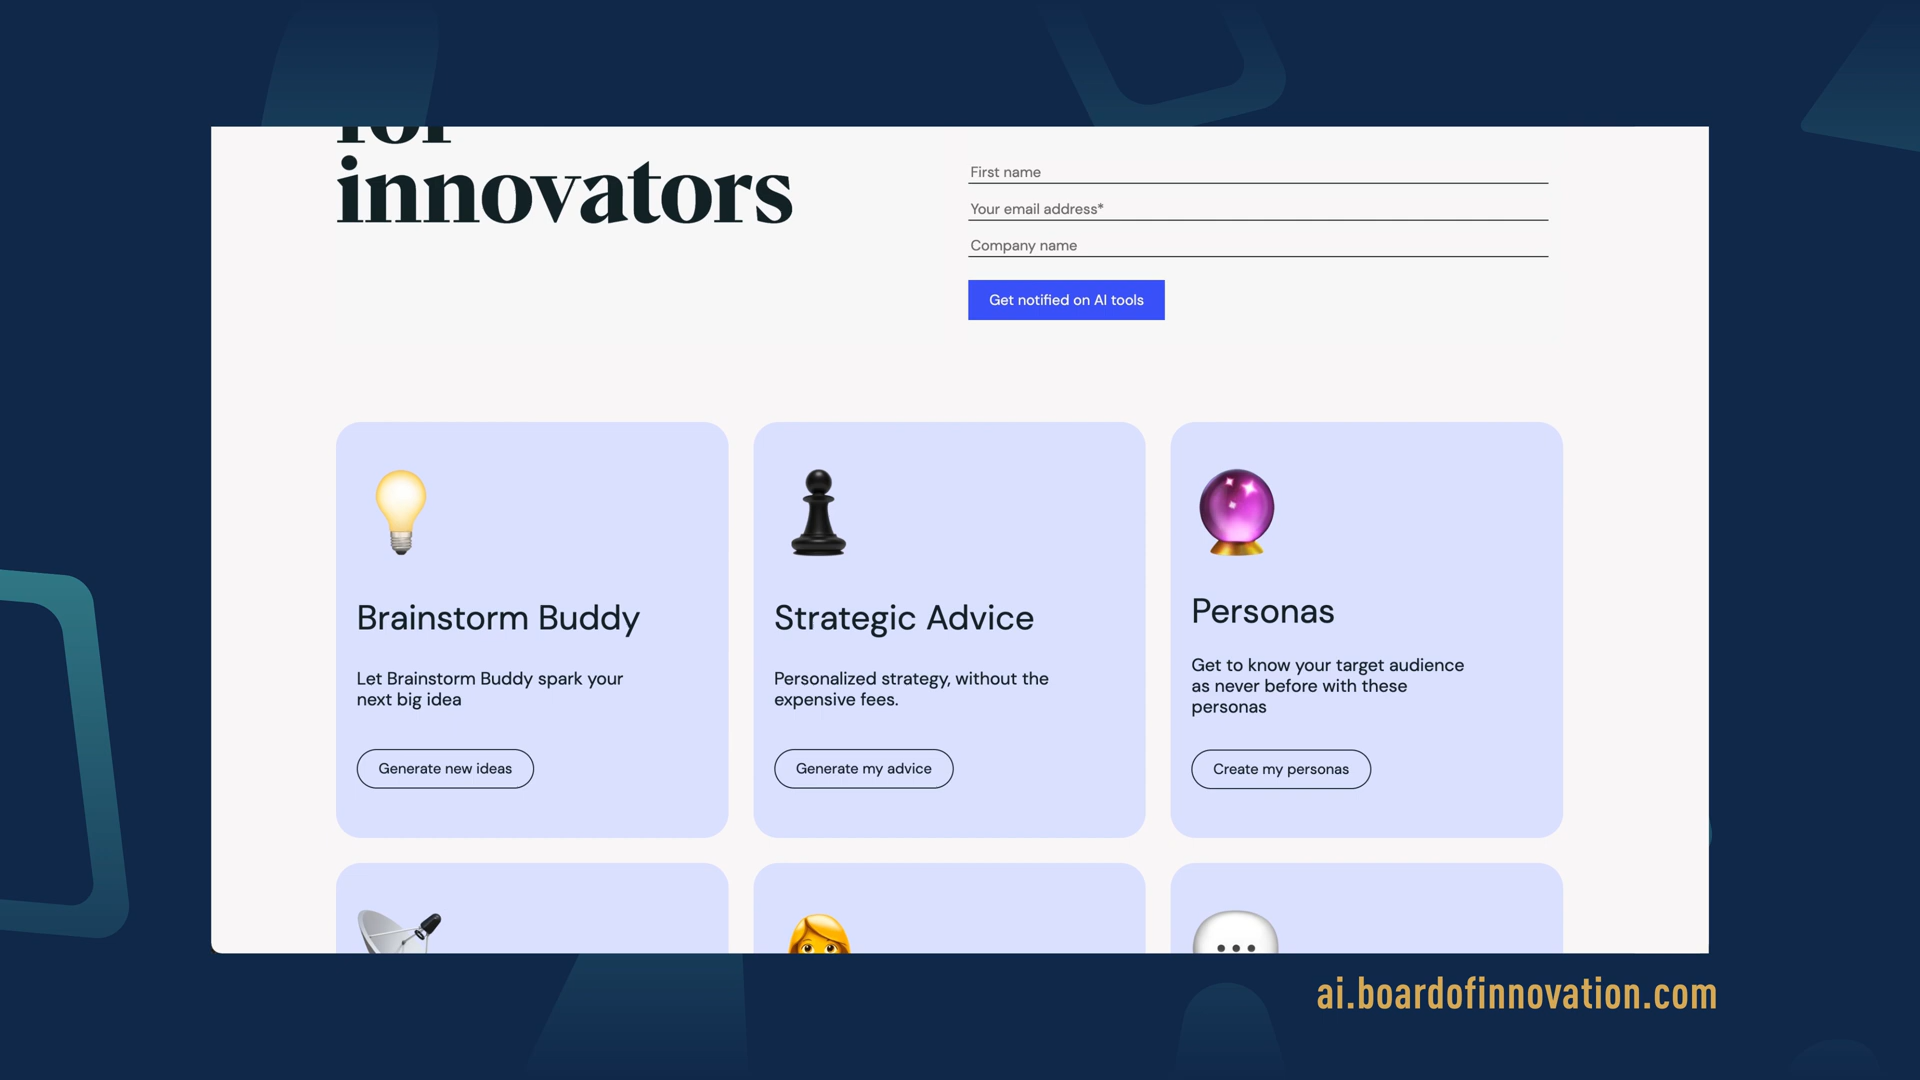 for
innovators
First name
Your email address*
Company name
Get notified on AI tools
Brainstorm Buddy
Let Brainstorm Buddy spark your
next big idea
Generate new ideas
Strategic Advice
Personalized strategy, without the
expensive fees.
Generate my advice
Personas
Get to know your target audience
as never before with these
personas
Create my personas
ai.boardofinnovation.com